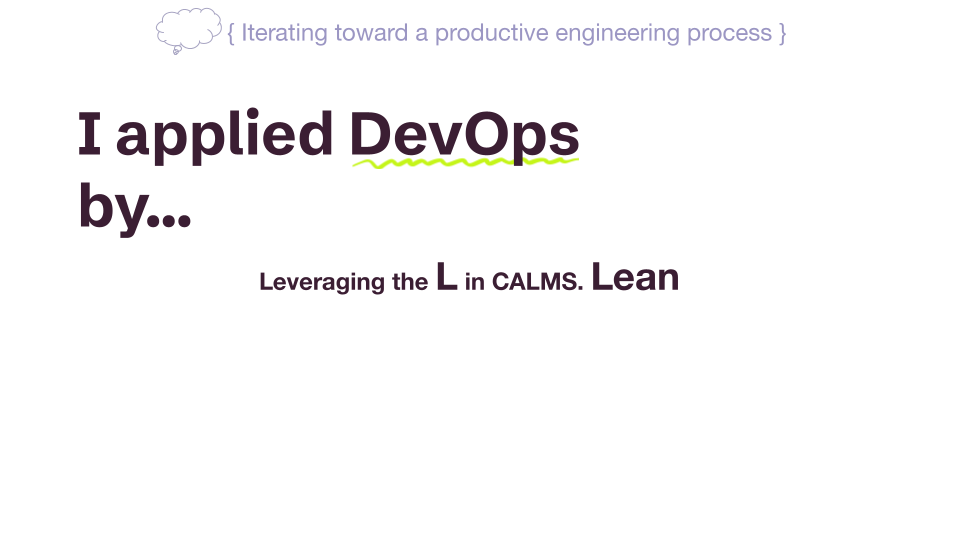 { Iterating toward a productive engineering process }
I applied DevOps
by...
Leveraging the L in CALMS. Lean